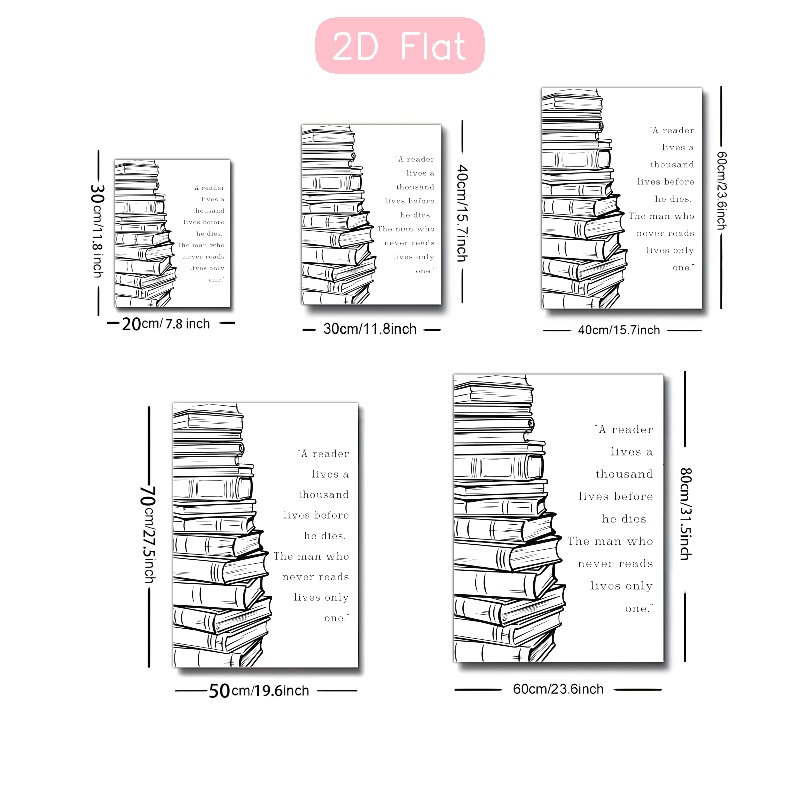 2D Flat
"A reader
lives a
thousand
lives before
he dies.
The man who
never reads
lives only
one."
30cm/11.8 inch
20cm/ 7.8 inch
"A reader
lives a
thousand
lives before
he dies.
The man who
never reads
lives only
one."
40cm/15.7inch
30cm/11.8inch
"A reader
lives a
thousand
lives before
he dies.
The man who
never reads
lives only
one."
60cm/23.6inch
40cm/15.7inch
70cm/27.5inch
"A reader
lives a
thousand
lives before
he dies.
The man who
never reads
lives only
one."
50cm/19.6inch
"A reader
lives a
thousand
lives before
he dies.
The man who
never reads
lives only
one."
80cm/31.5inch
60cm/23.6inch